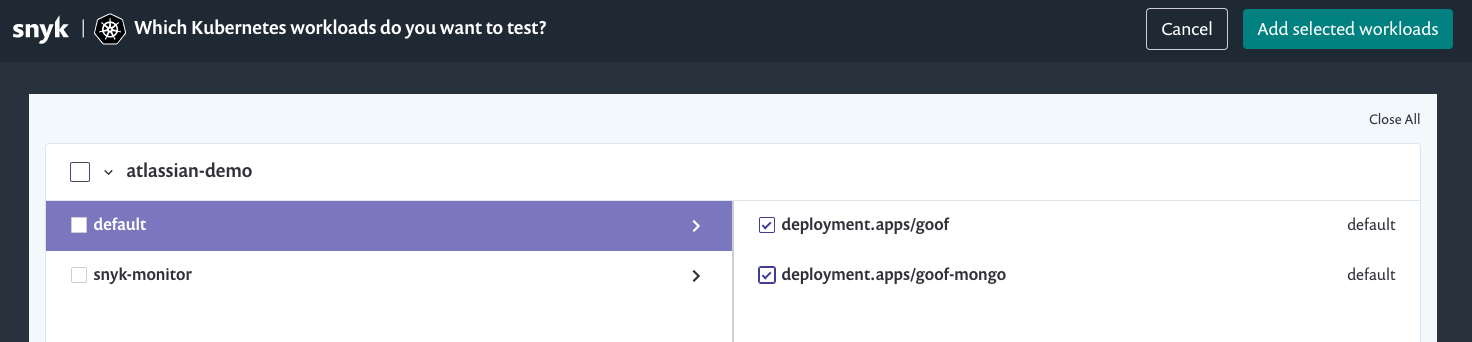 snyk | Which Kubernetes workloads do you want to test? Cancel Add selected workloads
Close All
atlassian-demo
default deployment.apps/goof default
snyk-monitor deployment.apps/goof-mongo default